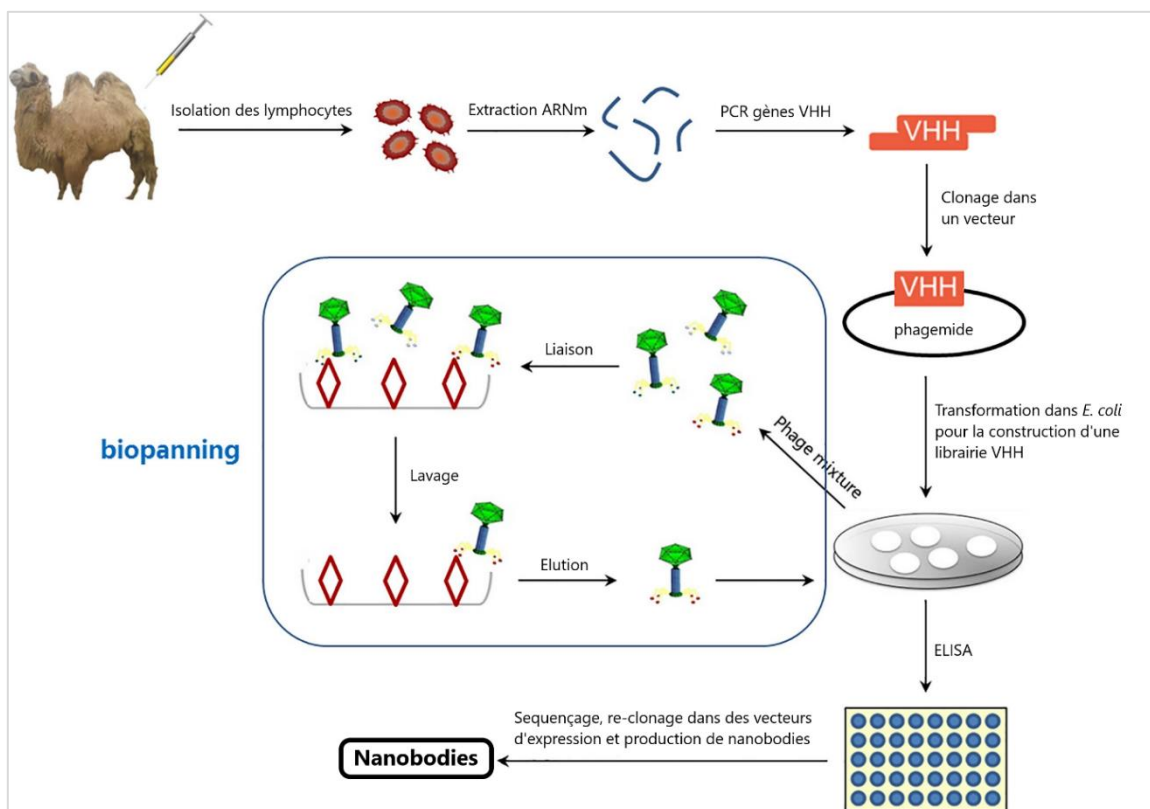 Isolation des lymphocytes
Extraction ARNm
PCR gènes VHH
VHH
Clonage dans
un vecteur
VHH
phagemide
Transformation dans E. coli
pour la construction d'une
librairie VHH
Phage mixture
Liaison
biopanning
Lavage
Elution
ELISA
Sequençage, re-clonage dans des vecteurs
d'expression et production de nanobodies
Nanobodies